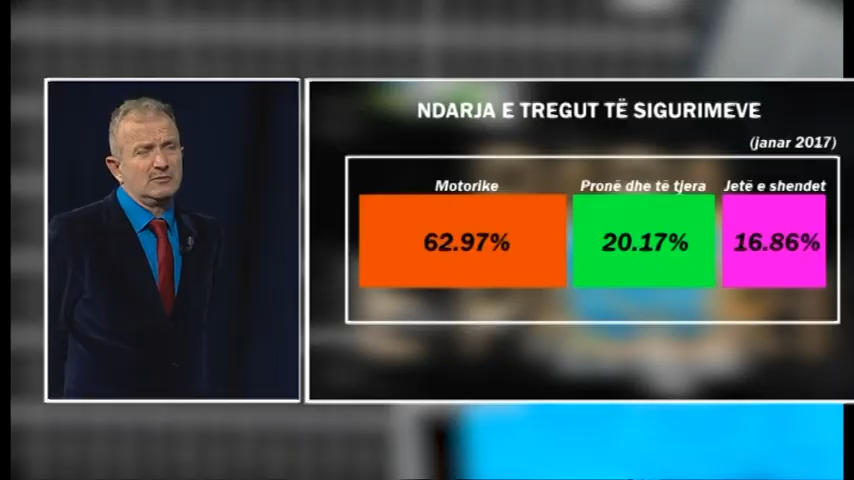 NDARJA E TREGUT TË SIGURIMEVE
(janar 2017)
Motorike Pronë dhe të tjera Jetë e shendet
62.97% 20.17% 16.86%